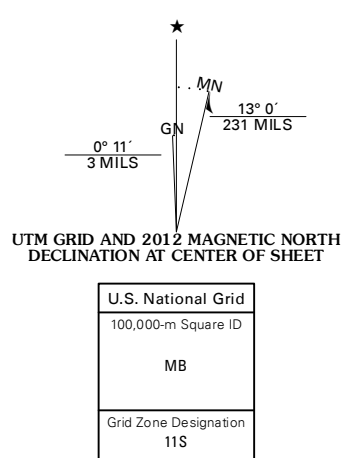 ★
MN
13° 0´
231 MILS
GN
0° 11´
3 MILS
UTM GRID AND 2012 MAGNETIC NORTH
DECLINATION AT CENTER OF SHEET
U.S. National Grid
100,000-m Square ID
MB
Grid Zone Designation
11S